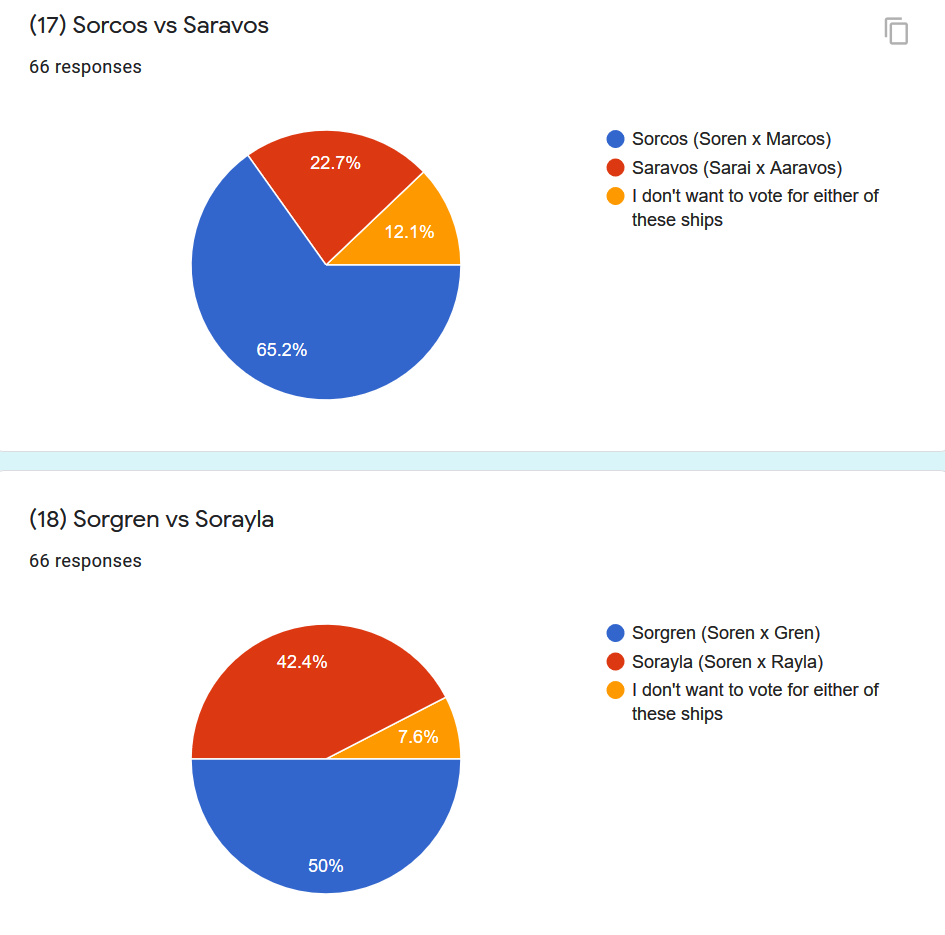 (17) Sorcos vs Saravos
66 responses
22.7%
12.1%
65.2%
Sorcos (Soren x Marcos)
Saravos (Sarai x Aaravos)
I don't want to vote for either of
these ships
(18) Sorgren vs Sorayla
66 responses
42.4%
7.6%
50%
Sorgren (Soren x Gren)
Sorayla (Soren x Rayla)
I don't want to vote for either of
these ships